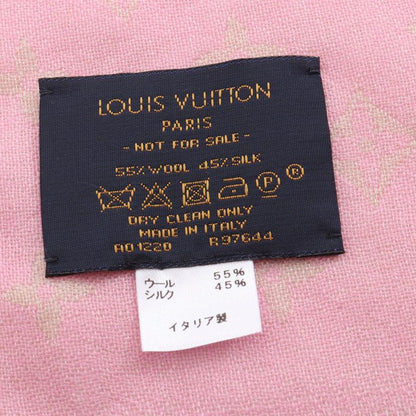 LOUIS VUITTON
PARIS
- NOT FOR SALE -
55% WOOL 45% SILK
P ®
DRY CLEAN ONLY
MADE IN ITALY
A01220 R97644
ウール 55%
シルク 45%
イタリア製